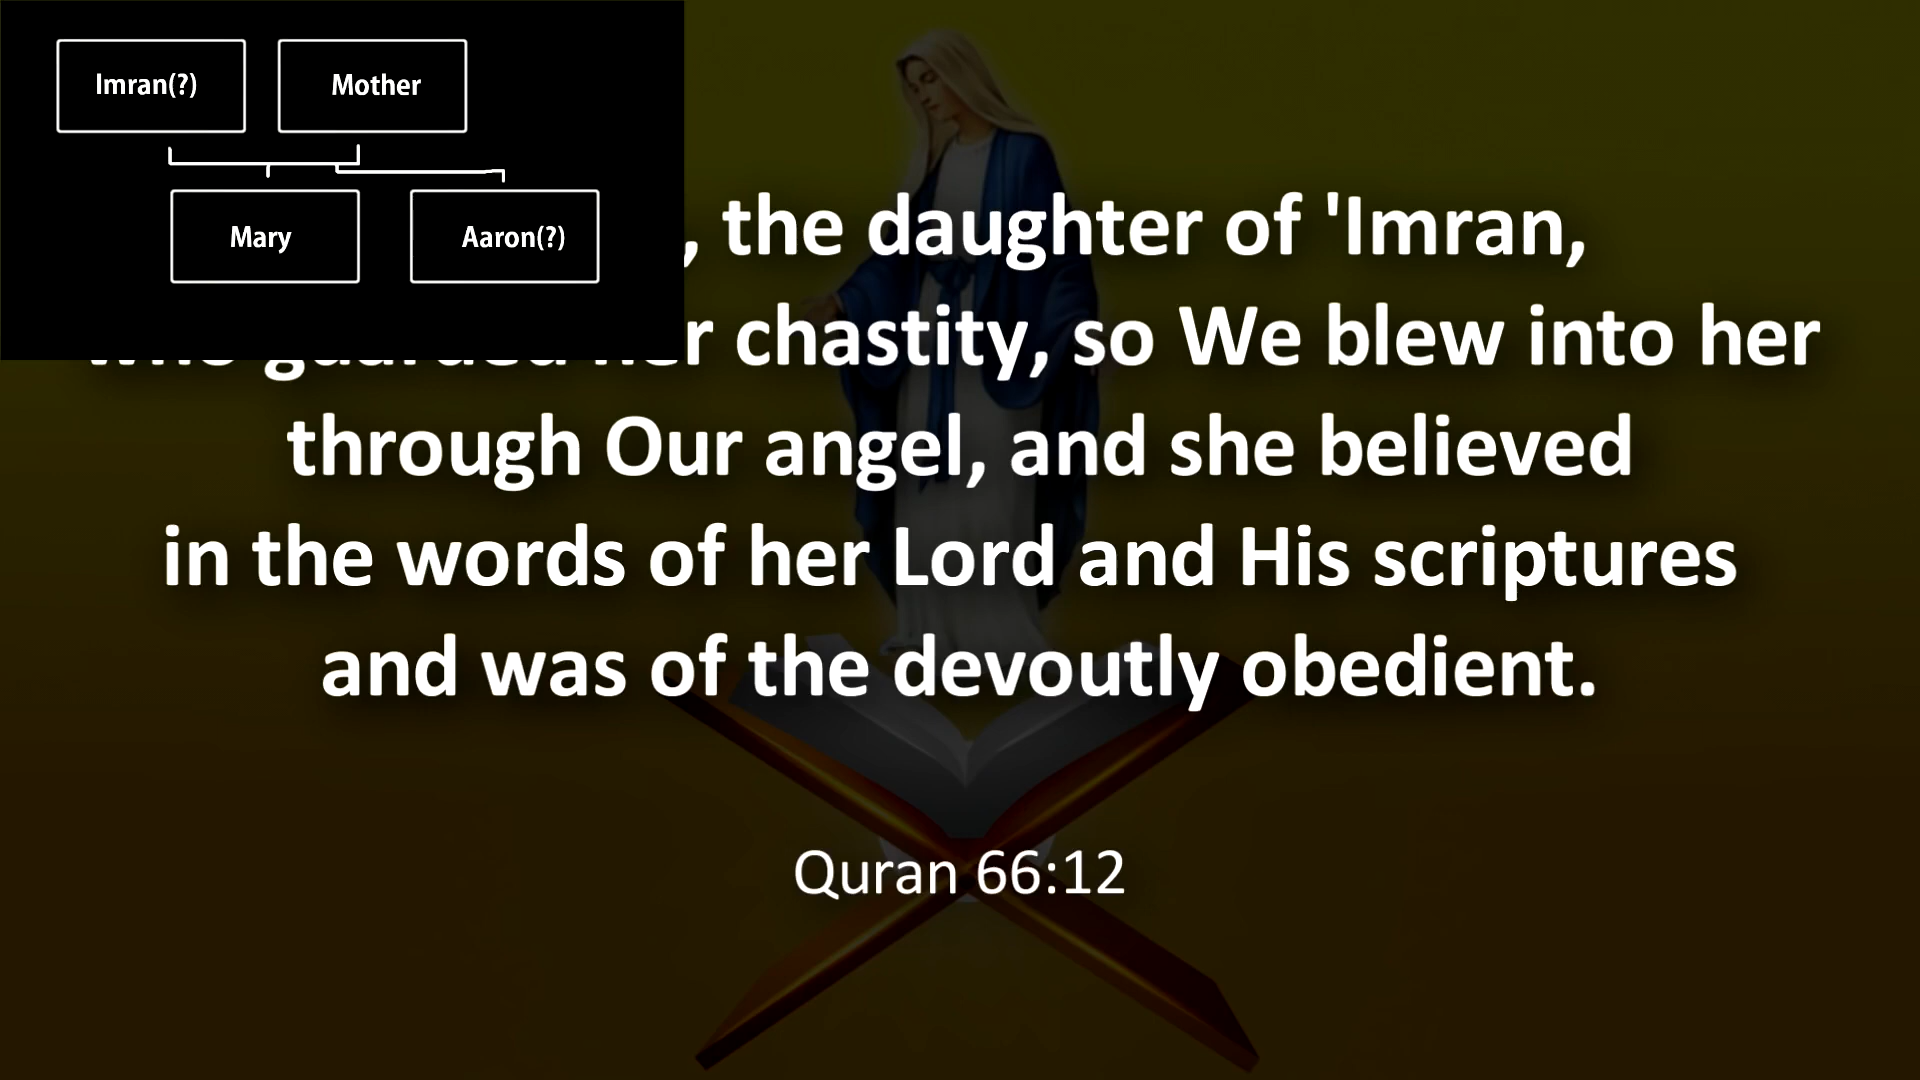 Imran(?)
Mother
Mary
Aaron(?)
, the daughter of 'Imran,
chastity, so We blew into her
through Our angel, and she believed
in the words of her Lord and His scriptures
and was of the devoutly obedient.
Quran 66:12